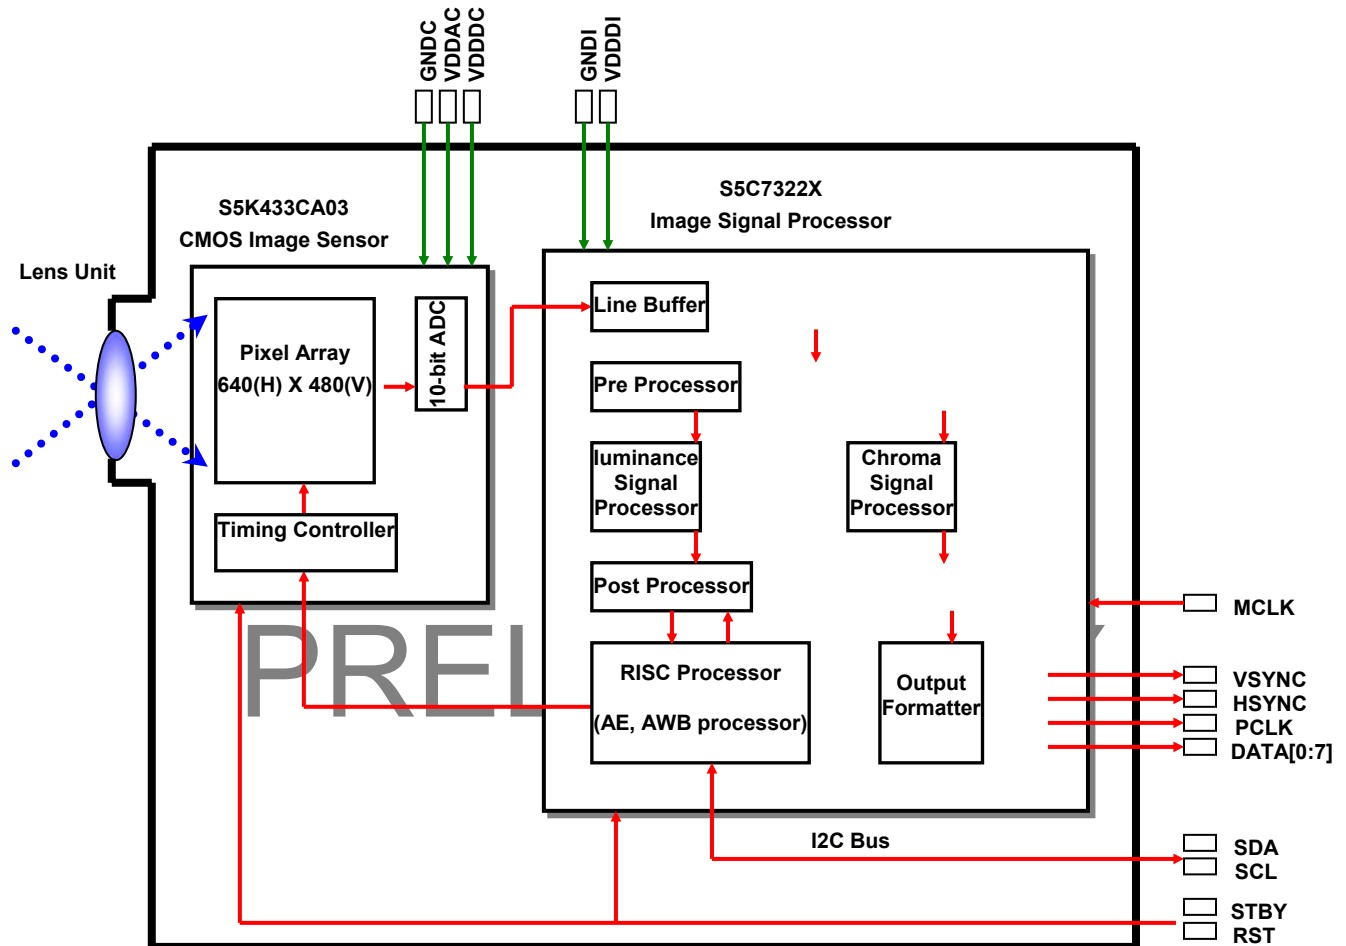 GNDC
VDDAC
VDDDC
GNDI
VDDDI
S5K433CA03
CMOS Image Sensor
S5C7322X
Image Signal Processor
Lens Unit
Pixel Array
640(H) X 480(V)
10-bit ADC
Timing Controller
Line Buffer
Pre Processor
luminance
Signal
Processor
Chroma
Signal
Processor
Post Processor
RISC Processor
(AE, AWB processor)
Output
Formatter
MCLK
VSYNC
HSYNC
PCLK
DATA[0:7]
I2C Bus
SDA
SCL
STBY
RST